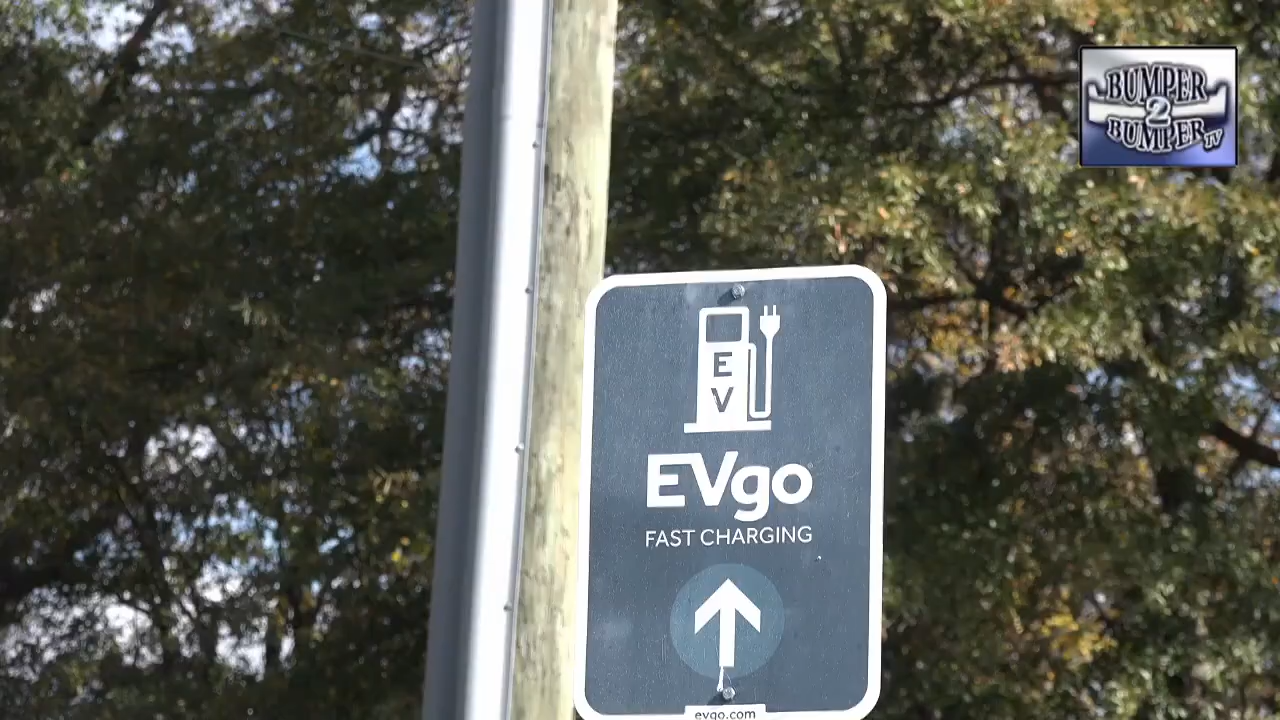 BUMPER
2
BUMPER TV
E
V
EVgo
FAST CHARGING
evgo.com